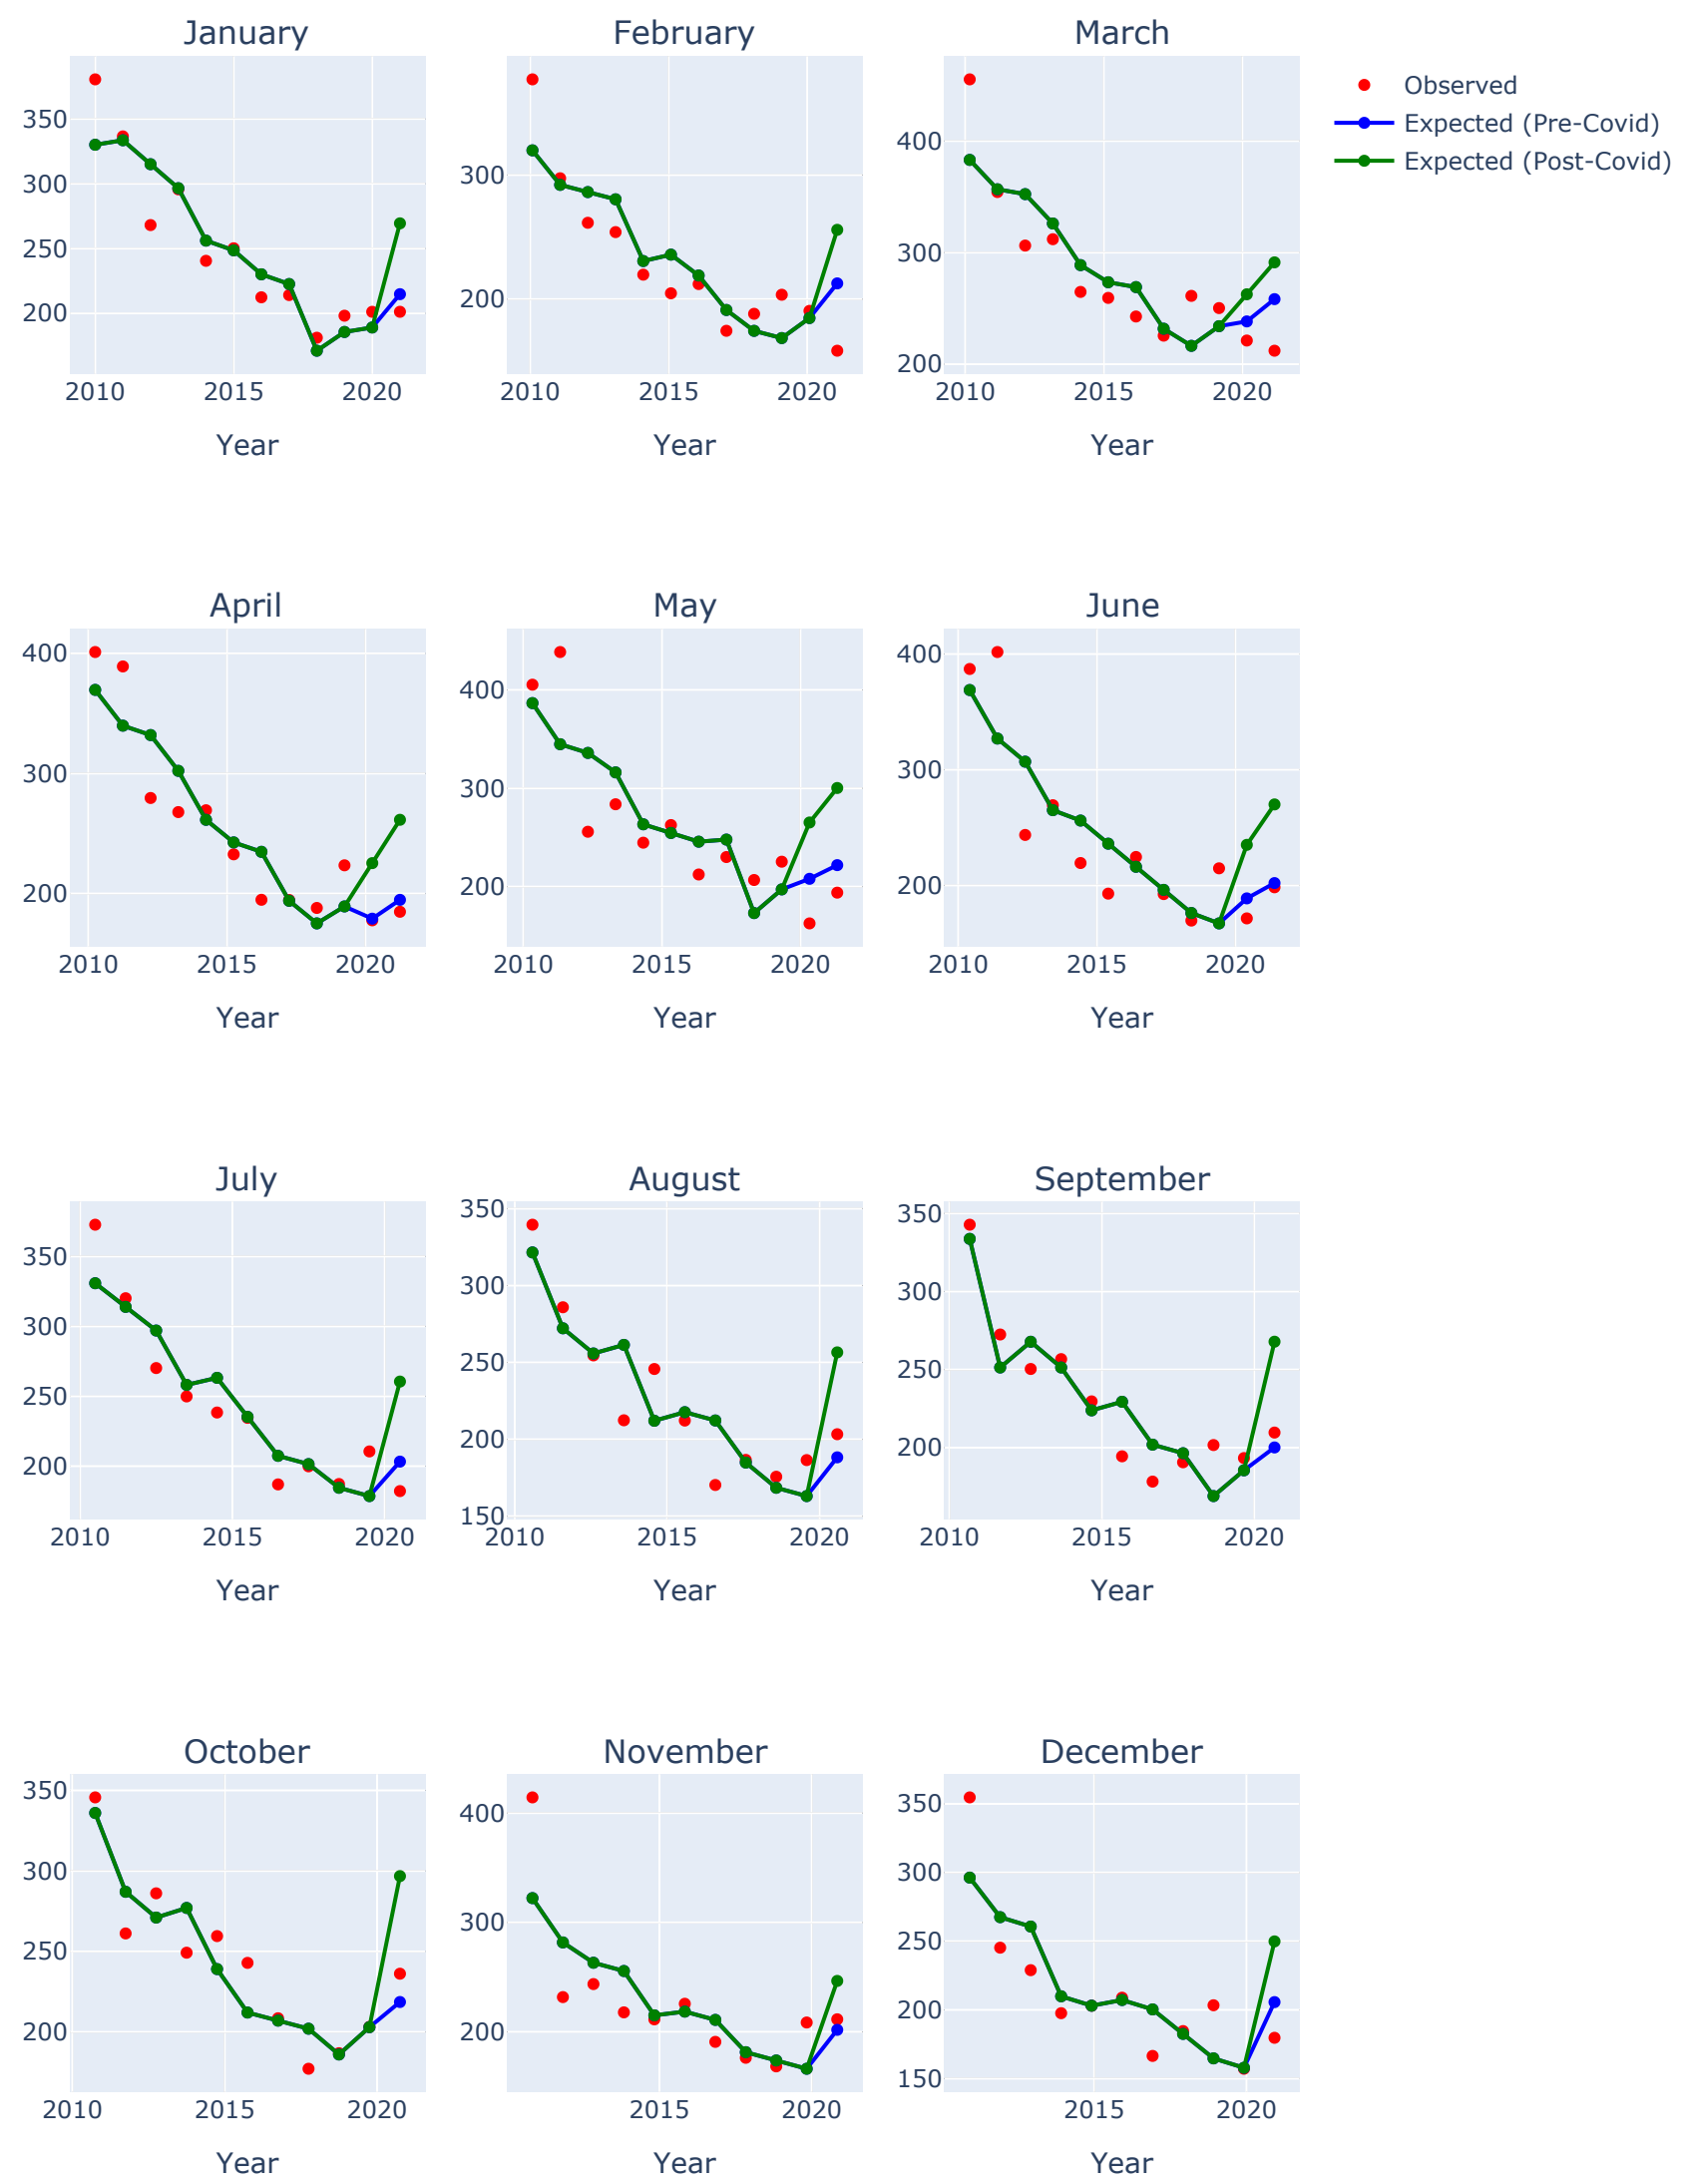 January
February
March
Observed
Expected (Pre-Covid)
Expected (Post-Covid)
350
300
250
200
2010
2015
2020
Year
300
200
2010
2015
2020
Year
400
300
200
2010
2015
2020
Year
April
May
June
400
300
200
2010
2015
2020
Year
400
300
200
2010
2015
2020
Year
400
300
200
2010
2015
2020
Year
July
August
September
350
300
250
200
2010
2015
2020
Year
350
300
250
200
150
2010
2015
2020
Year
350
300
250
200
2010
2015
2020
Year
October
November
December
350
300
250
200
2010
2015
2020
Year
400
300
200
2015
2020
Year
350
300
250
200
150
2015
2020
Year